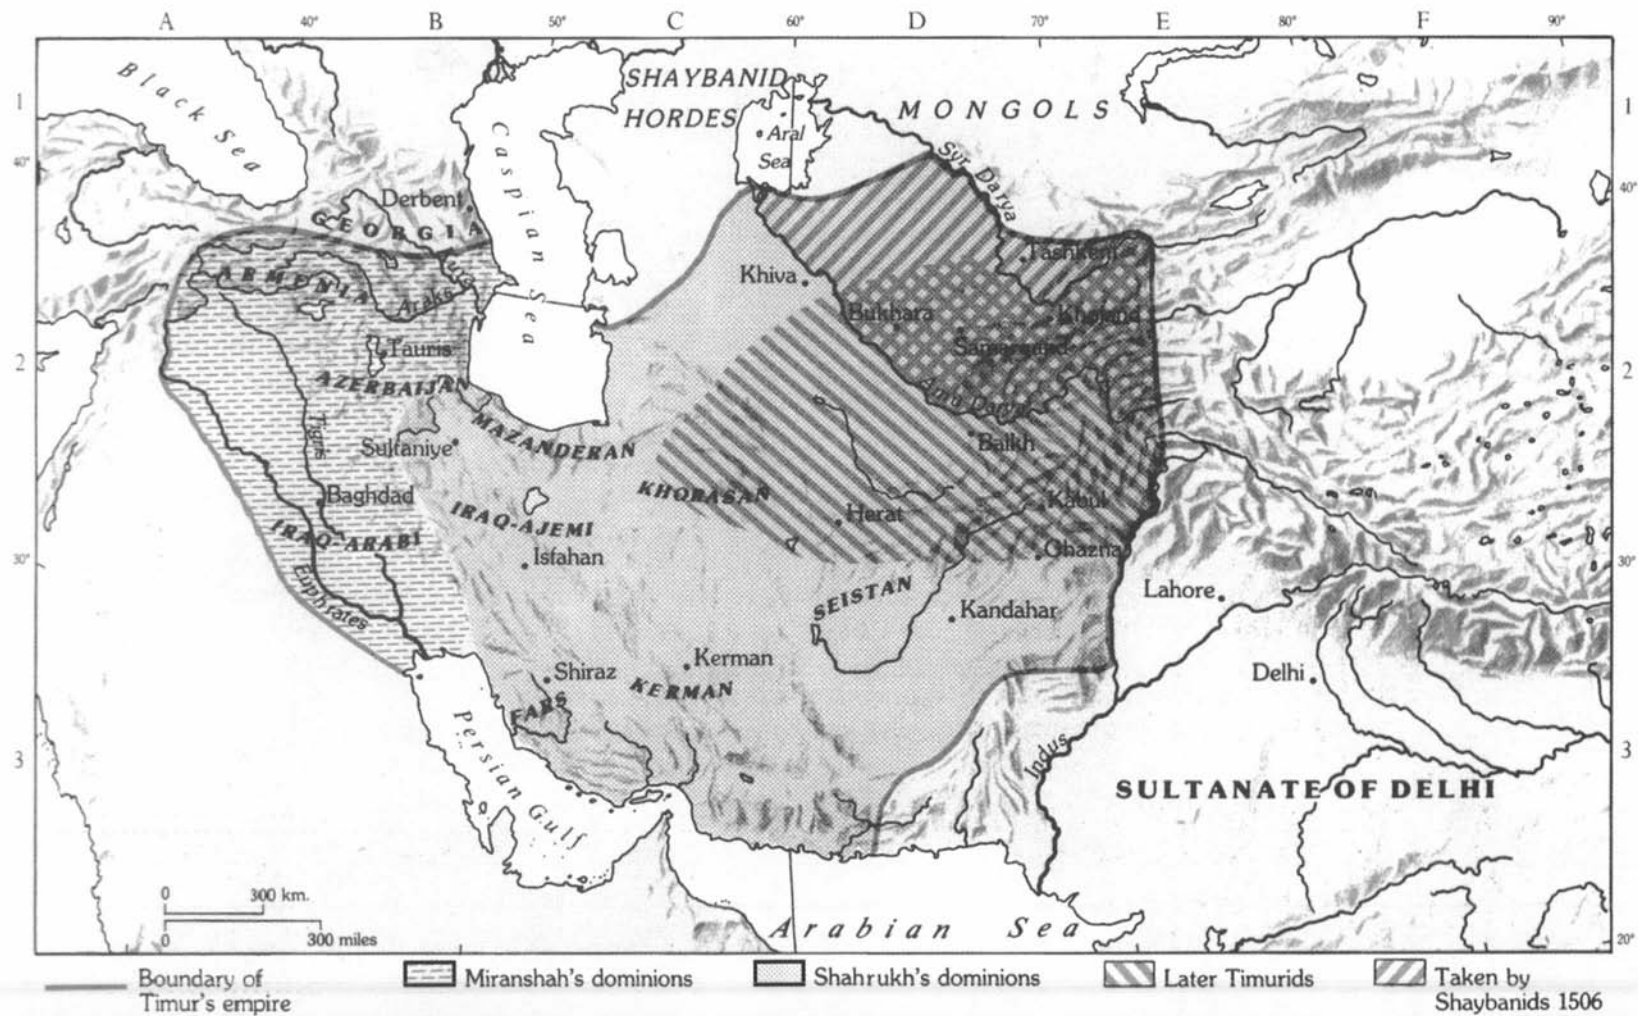 A 40° B 50° C 60° D 70° E 80° F 90°
1
Black Sea
SHAYBANID
HORDES
MONGOLS
1
Aral
Sea
Caspian Sea
Syr Darya
40°
40°
Derbent
GEORGIA
Tashkent
ARMENIA
Kura
Araks
Khiva
Bukhara
Khojend
Samarqand
2
Tauris
2
AZERBAIJAN
Amu Darya
Tigris
Sultaniye
MAZANDERAN
Balkh
Baghdad
KHORASAN
Kabul
IRAQ-AJEMI
Herat
IRAQ-ARABI
Isfahan
Ghazna
30°
30°
Euphrates
SEISTAN
Lahore
Kandahar
Shiraz
Kerman
KERMAN
Delhi
FARS
3
Persian Gulf
Indus
3
SULTANATE OF DELHI
0 300 km.
0 300 miles
Arabian Sea
20°
Boundary of
Timur's empire
Miranshah's dominions
Shahrukh's dominions
Later Timurids
Taken by
Shaybanids 1506